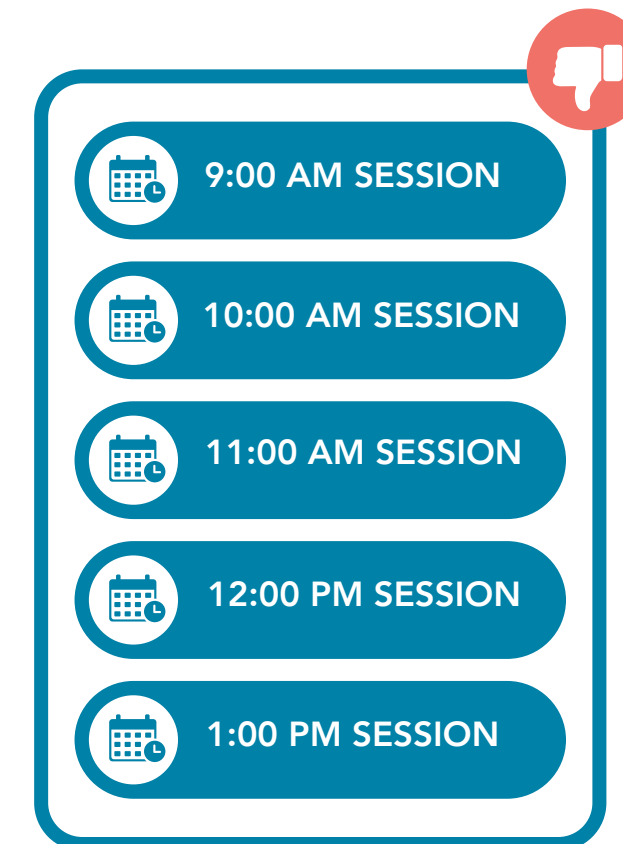 9:00 AM SESSION
10:00 AM SESSION
11:00 AM SESSION
12:00 PM SESSION
1:00 PM SESSION